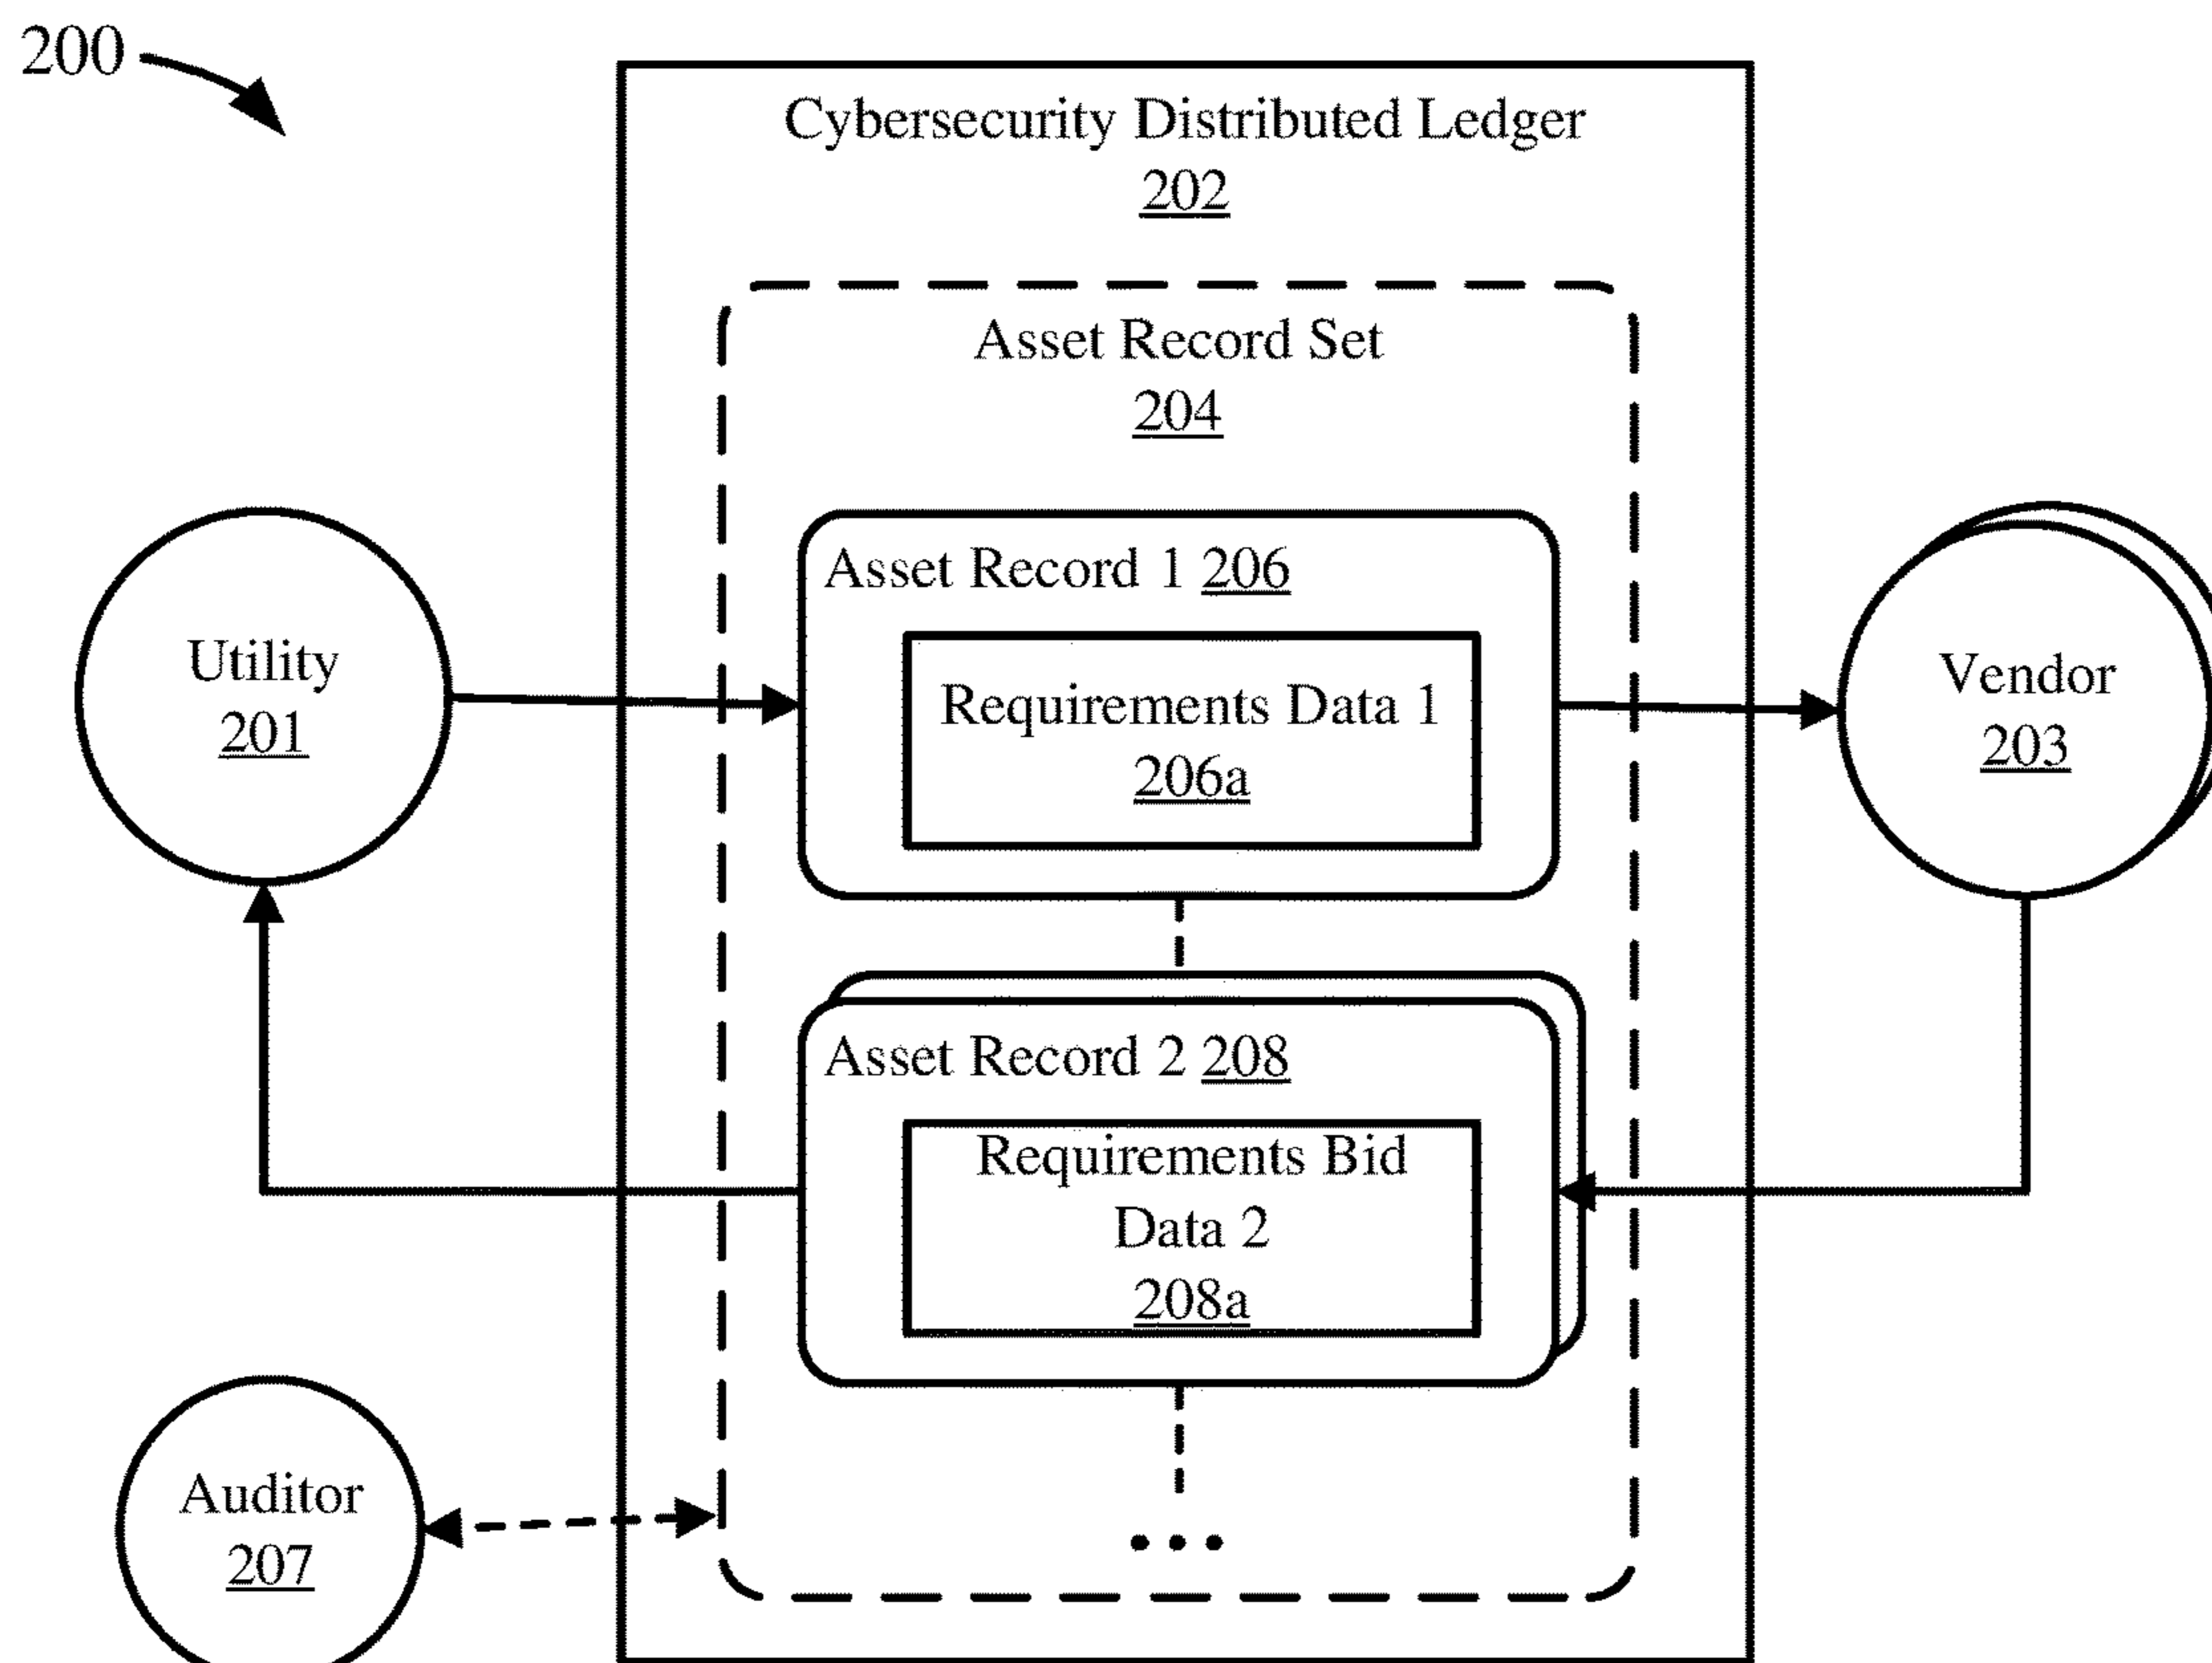 200
Cybersecurity Distributed Ledger
202
Asset Record Set
204
Asset Record 1 206
Requirements Data 1
206a
Utility
201
Vendor
203
Asset Record 2 208
Requirements Bid
Data 2
208a
Auditor
207
...